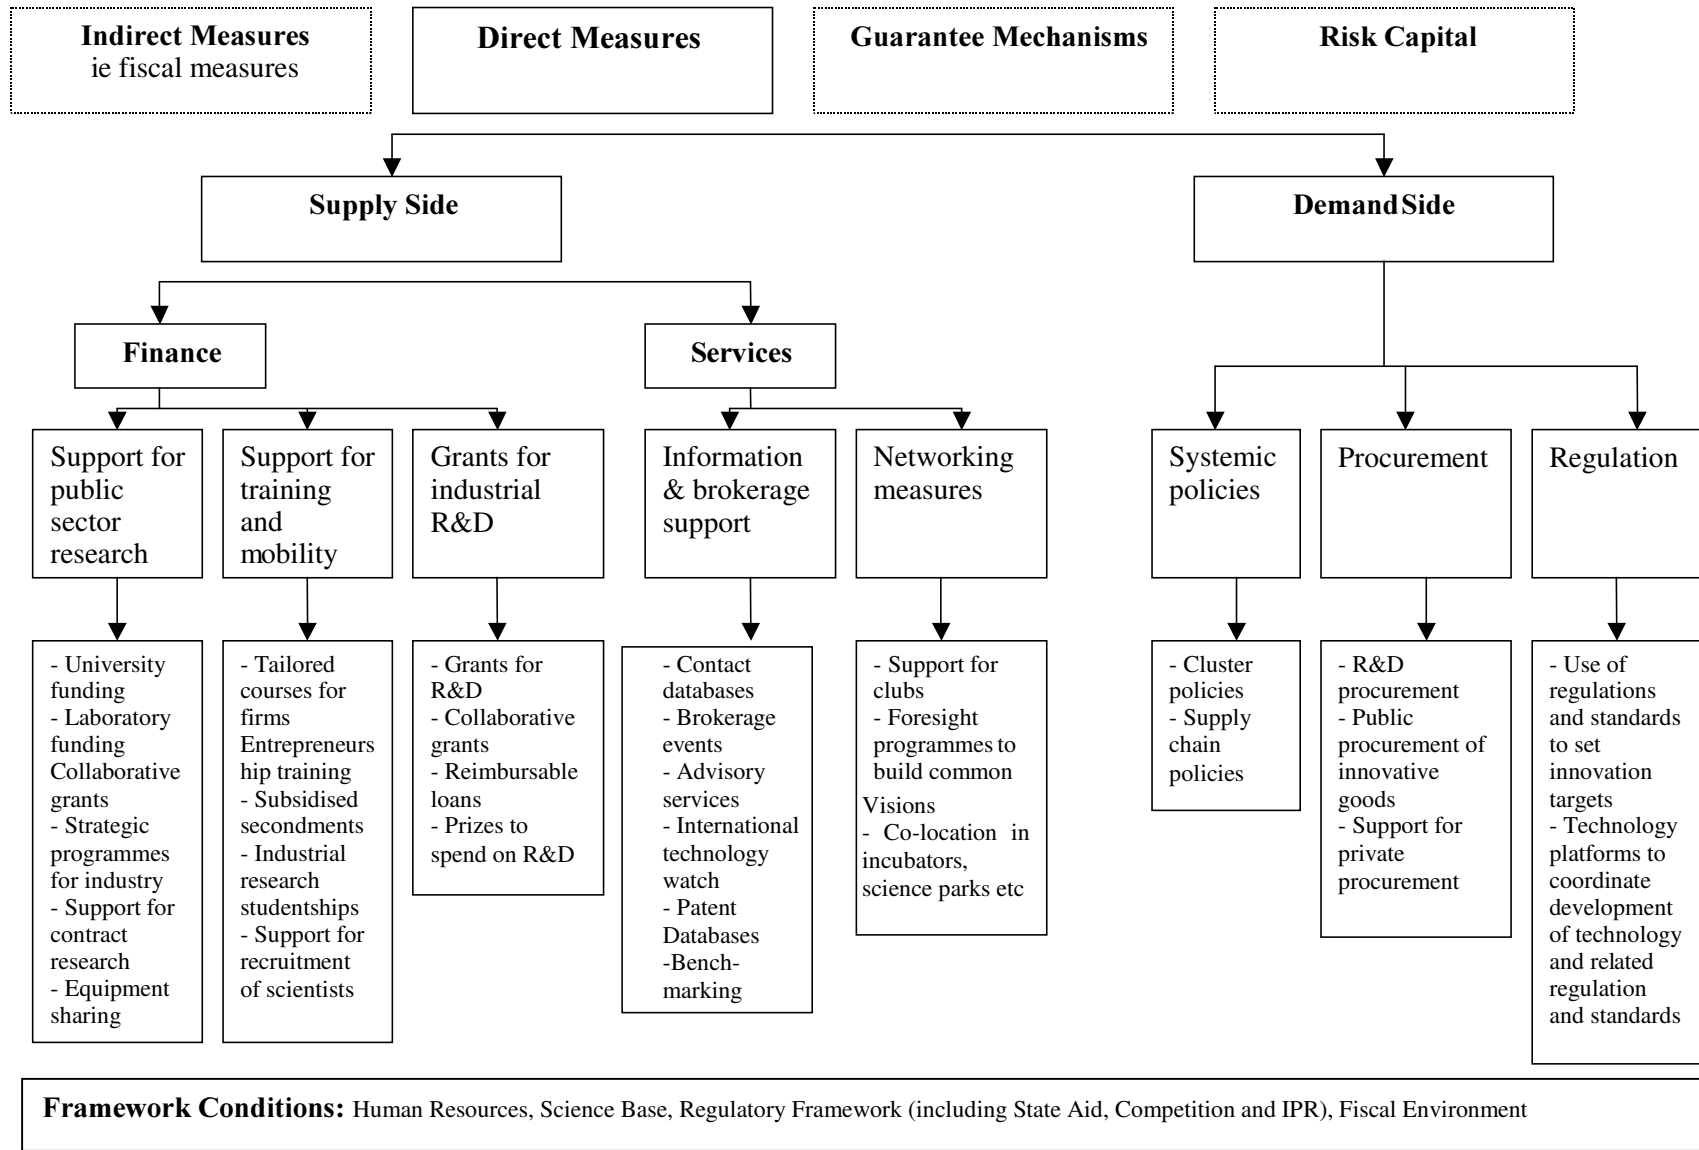 Indirect Measures
ie fiscal measures
Direct Measures
Guarantee Mechanisms
Risk Capital
Supply Side
Demand Side
Finance
Services
Support for
public
sector
research
Support for
training
and
mobility
Grants for
industrial
R&D
Information
& brokerage
support
Networking
measures
Systemic
policies
Procurement
Regulation
- University
funding
- Laboratory
funding
Collaborative
grants
- Strategic
programmes
for industry
- Support for
contract
research
- Equipment
sharing
- Tailored
courses for
firms
Entrepreneurs
hip training
- Subsidised
secondments
- Industrial
research
studentships
- Support for
recruitment
of scientists
- Grants for
R&D
- Collaborative
grants
- Reimbursable
loans
- Prizes to
spend on R&D
- Contact
databases
- Brokerage
events
- Advisory
services
- International
technology
watch
- Patent
Databases
-Bench-
marking
- Support for
clubs
- Foresight
programmes to
build common
Visions
- Co-location in
incubators,
science parks etc
- Cluster
policies
- Supply
chain
policies
- R&D
procurement
- Public
procurement of
innovative
goods
- Support for
private
procurement
- Use of
regulations
and standards
to set
innovation
targets
- Technology
platforms to
coordinate
development
of technology
and related
regulation
and standards
Framework Conditions: Human Resources, Science Base, Regulatory Framework (including State Aid, Competition and IPR), Fiscal Environment